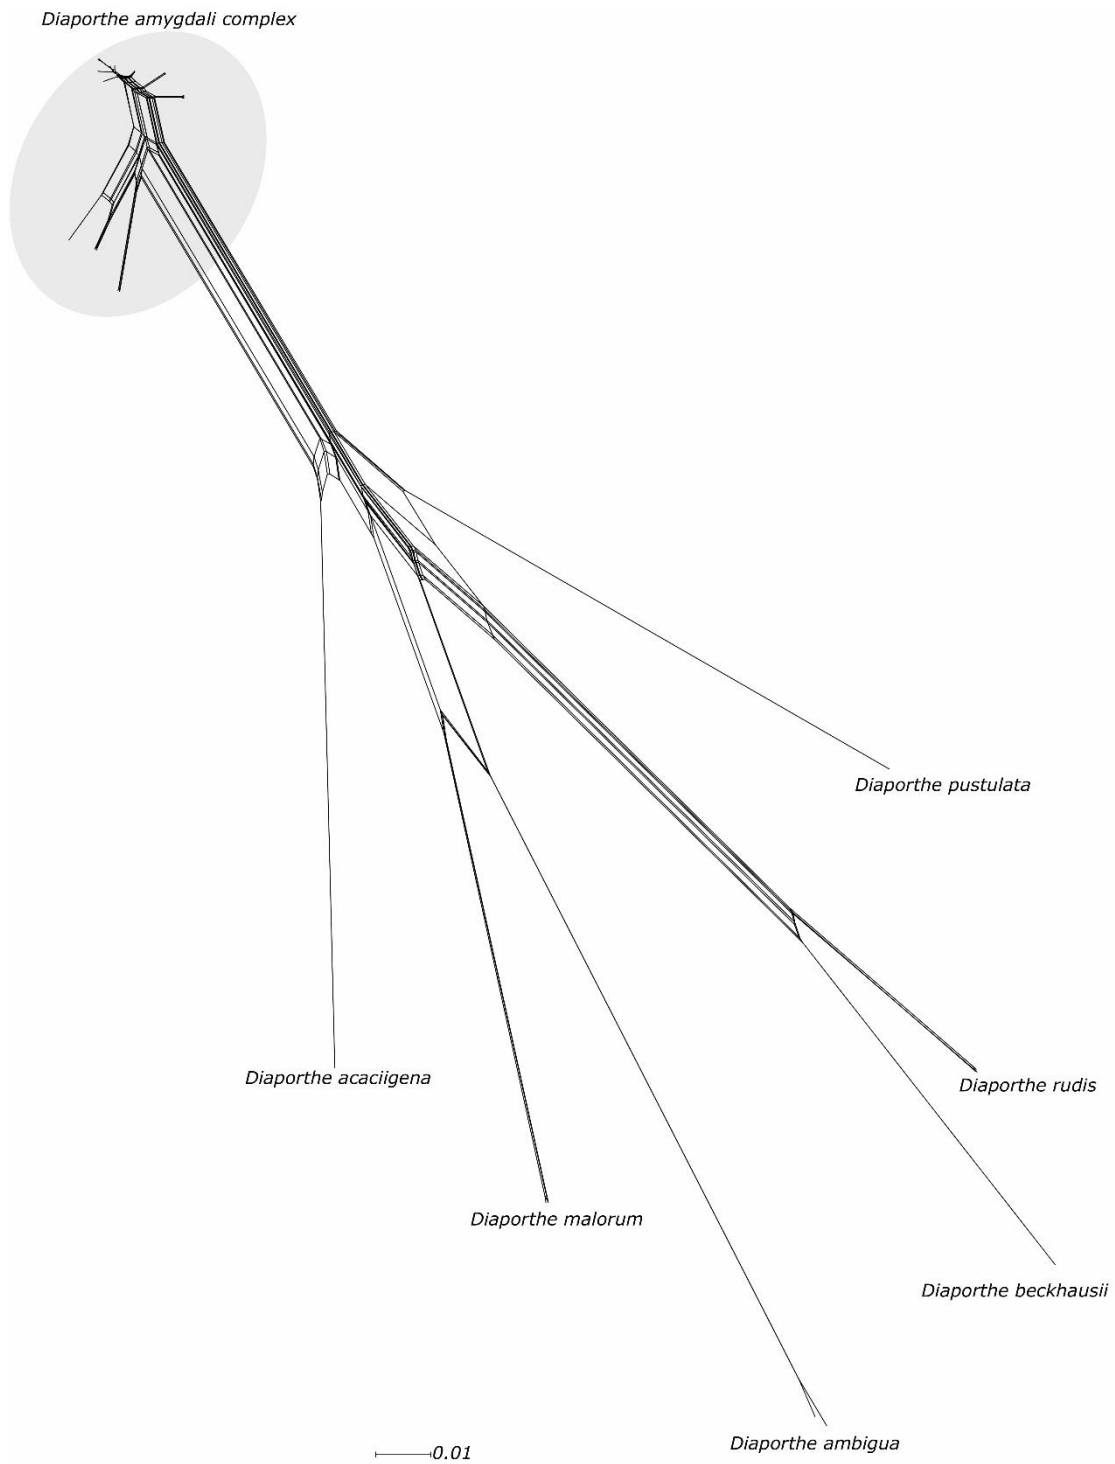 Diaporthe amygdali complex
Diaporthe pustulata
Diaporthe acaciigena
Diaporthe rudis
Diaporthe malorum
Diaporthe beckhausii
Diaporthe ambigua
0.01